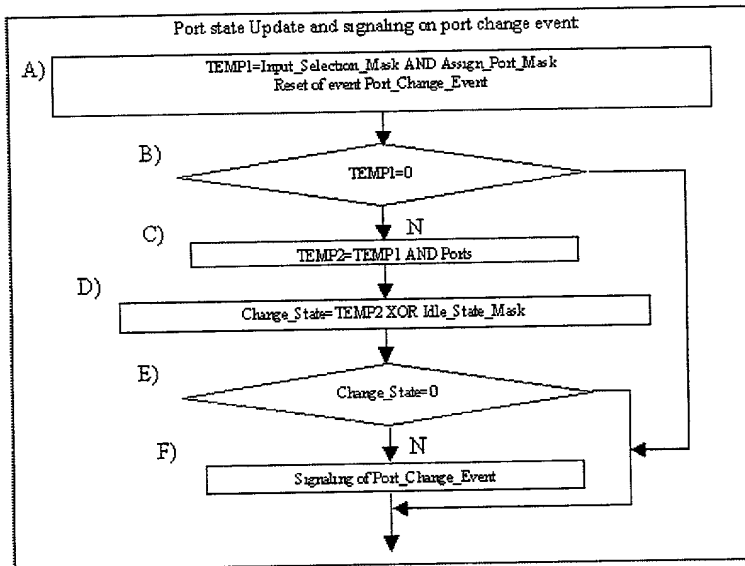 Port state Update and signaling on port change event
A)
TEMP1=Input_Selection_Mask AND Assign_Port_Mask
Reset of event Port_Change_Event
B)
TEMP1=0
N
C)
TEMP2=TEMP1 AND Ports
D)
Change_State=TEMP2 XOR Idle_State_Mask
E)
Change_State=0
N
F)
Signaling of Port_Change_Event